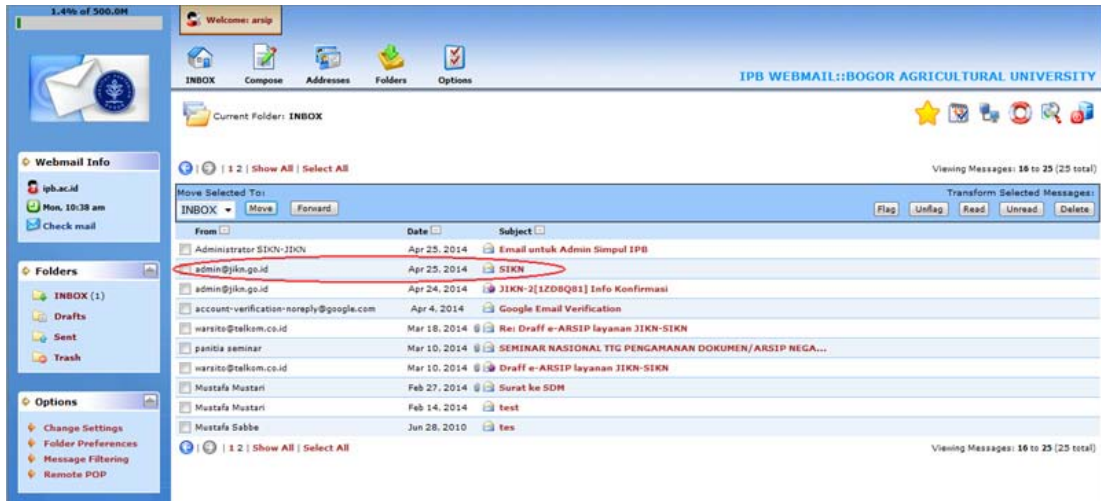 1.4% of 500.0M
Welcome: arsip
INBOX Compose Addresses Folders Options
IPB WEBMAIL::BOGOR AGRICULTURAL UNIVERSITY
Current Folder: INBOX
Webmail Info
ipb.ac.id
Mon, 10:38 am
Check mail
Folders
INBOX (1)
Drafts
Sent
Trash
Options
Change Settings
Folder Preferences
Message Filtering
Remote POP
| 1 2 | Show All | Select All
Viewing Messages: 16 to 25 (25 total)
Move Selected To: Transform Selected Messages:
INBOX Move Forward Flag Unflag Read Unread Delete
From Date Subject
Administrator SIKN-JIKN Apr 25, 2014 Email untuk Admin Simpul IPB
admin@jikn.go.id Apr 25, 2014 SIKN
admin@jikn.go.id Apr 24, 2014 JIKN-2[1ZD8Q81] Info Konfirmasi
account-verification-noreply@google.com Apr 4, 2014 Google Email Verification
warsito@telkom.co.id Mar 18, 2014 Re: Draff e-ARSIP layanan JIKN-SIKN
panitia seminar Mar 10, 2014 SEMINAR NASIONAL TTG PENGAMANAN DOKUMEN/ARSIP NEGA...
warsito@telkom.co.id Mar 10, 2014 Draff e-ARSIP layanan JIKN-SIKN
Mustafa Mustari Feb 27, 2014 Surat ke SDM
Mustafa Mustari Feb 14, 2014 test
Mustafa Sabbe Jun 28, 2010 tes
| 1 2 | Show All | Select All
Viewing Messages: 16 to 25 (25 total)